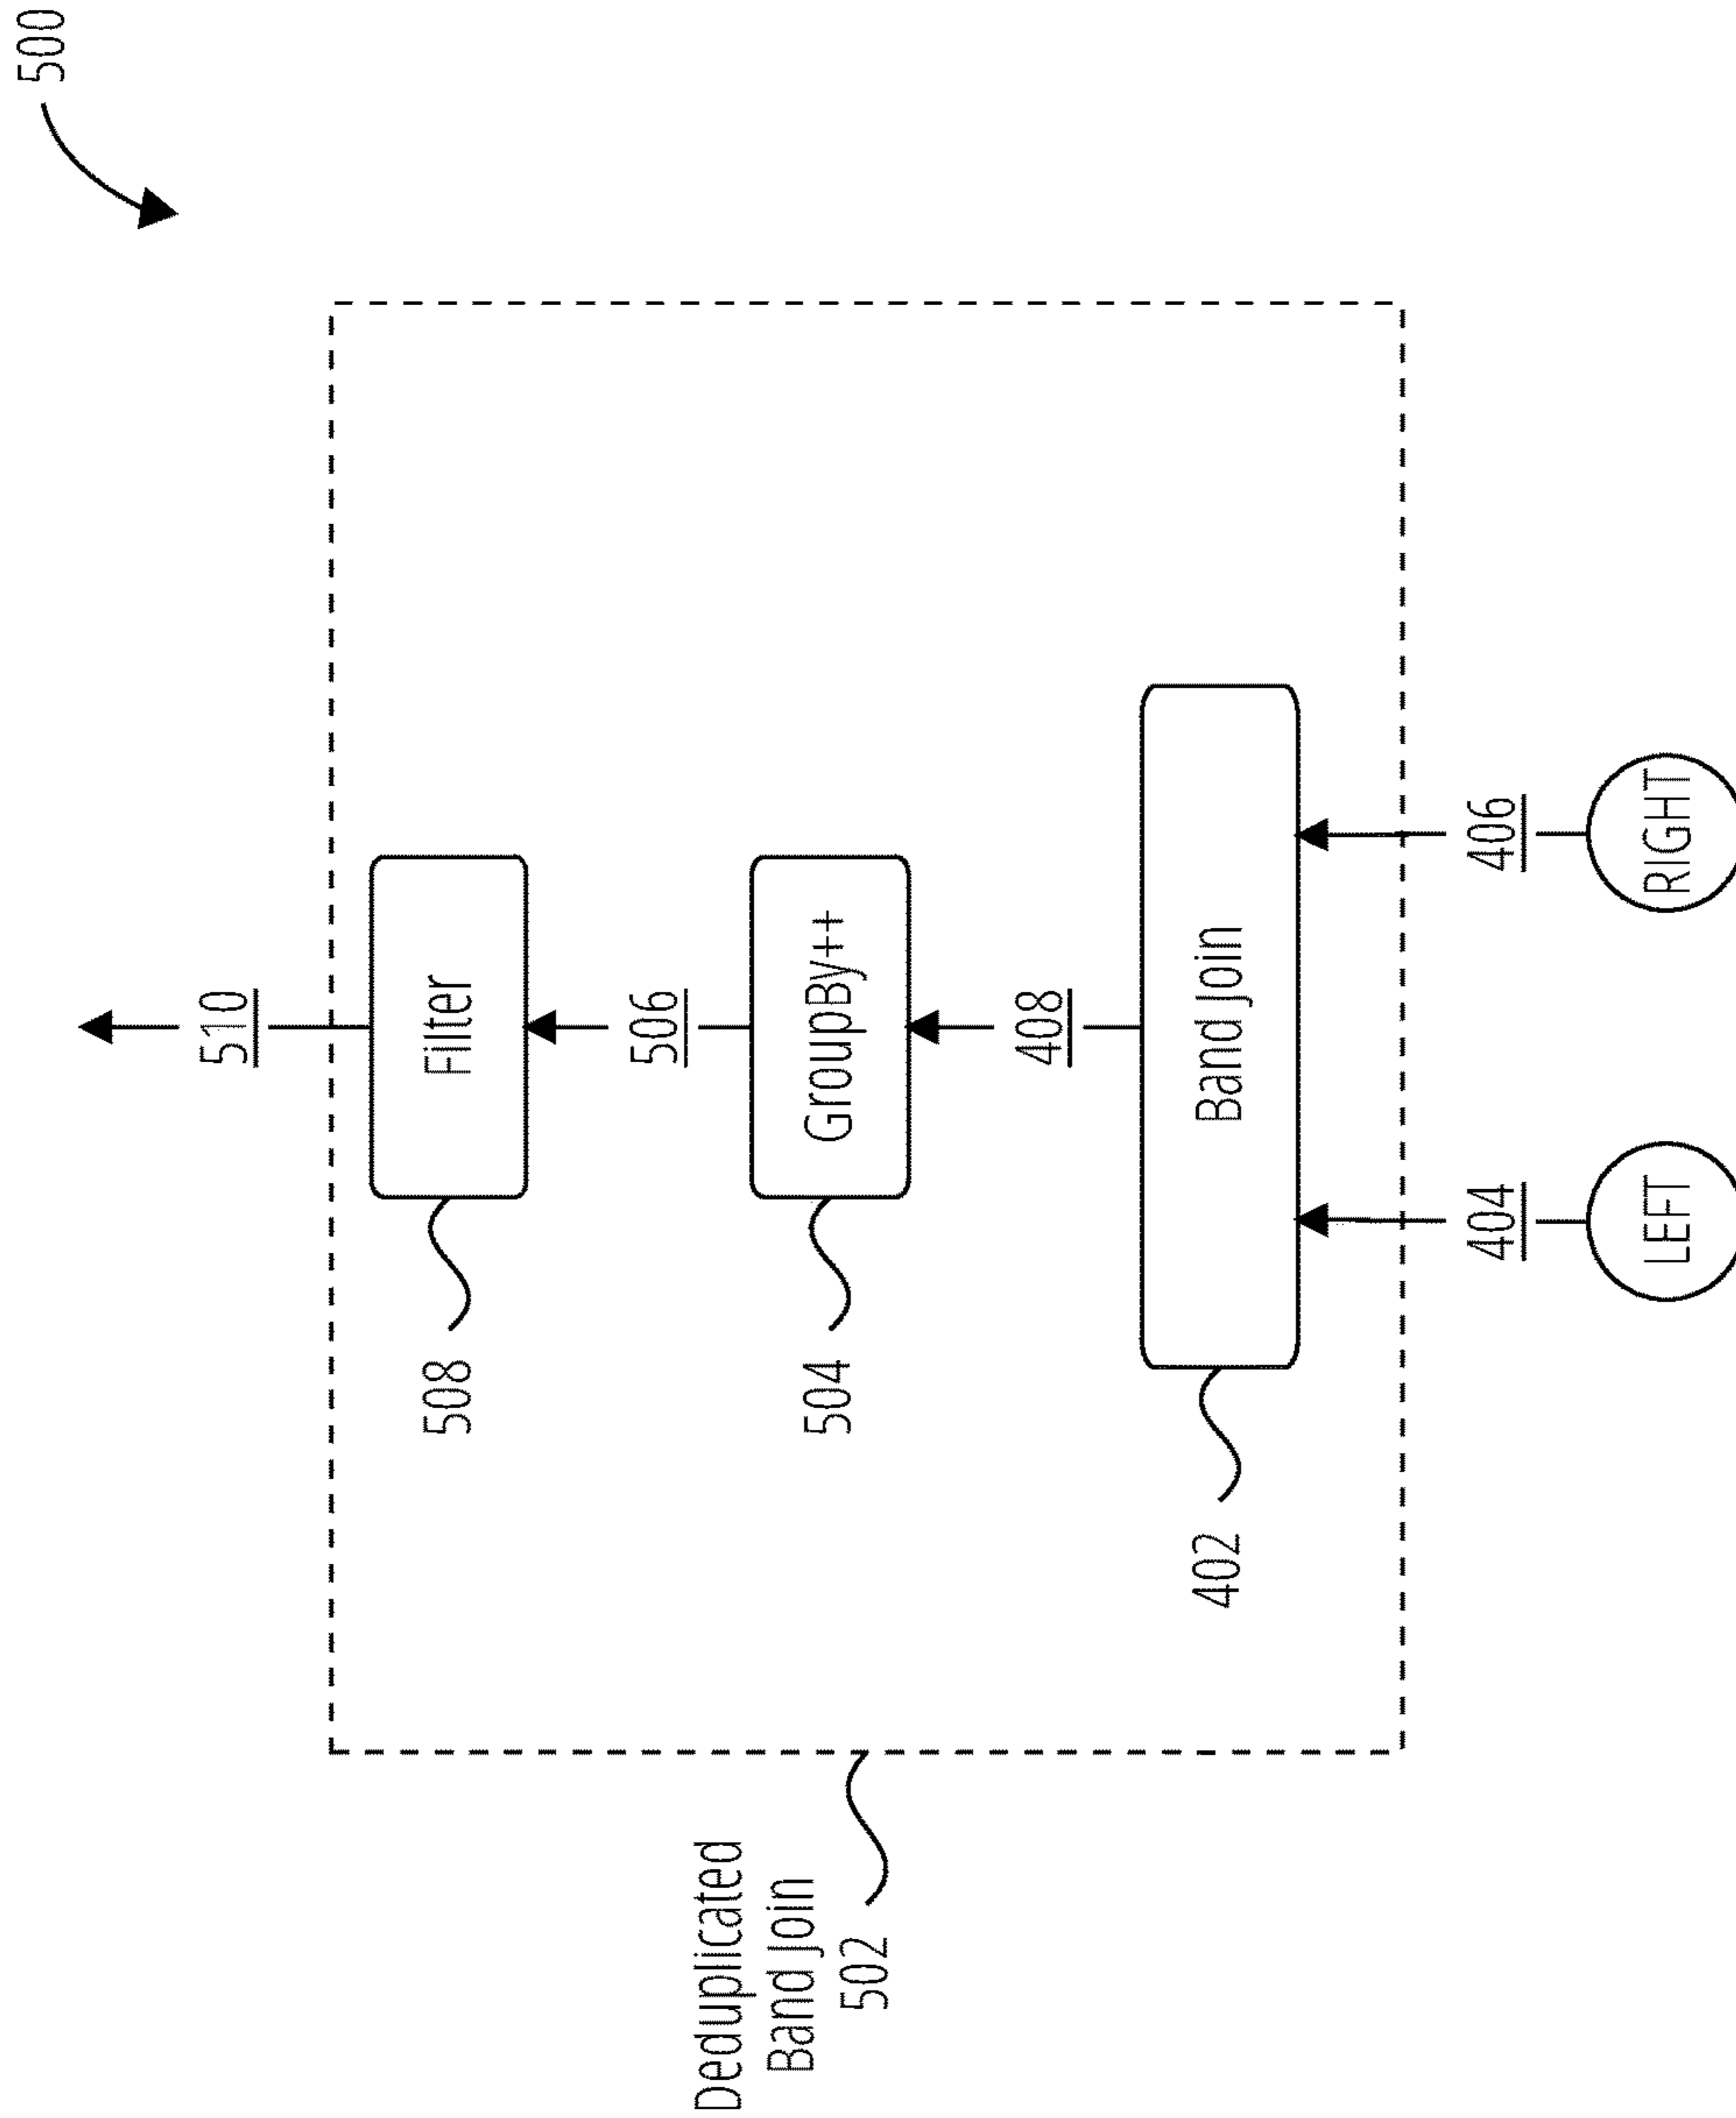 500
510
508
Filter
506
Deduplicated
Band Join
502
504
GroupBy++
408
402
Band Join
404
406
LEFT
RIGHT